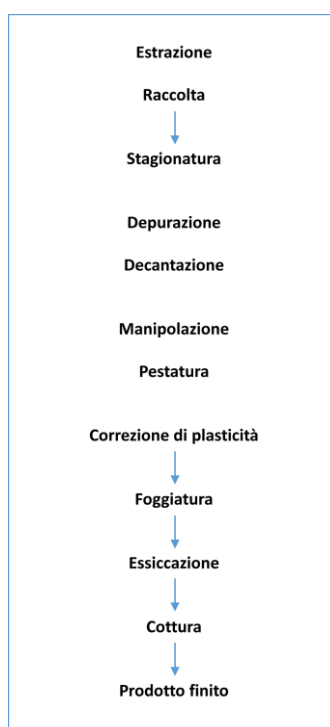 Estrazione
Raccolta
Stagionatura
Depurazione
Decantazione
Manipolazione
Pestatura
Correzione di plasticità
Foggiatura
Essiccazione
Cottura
Prodotto finito